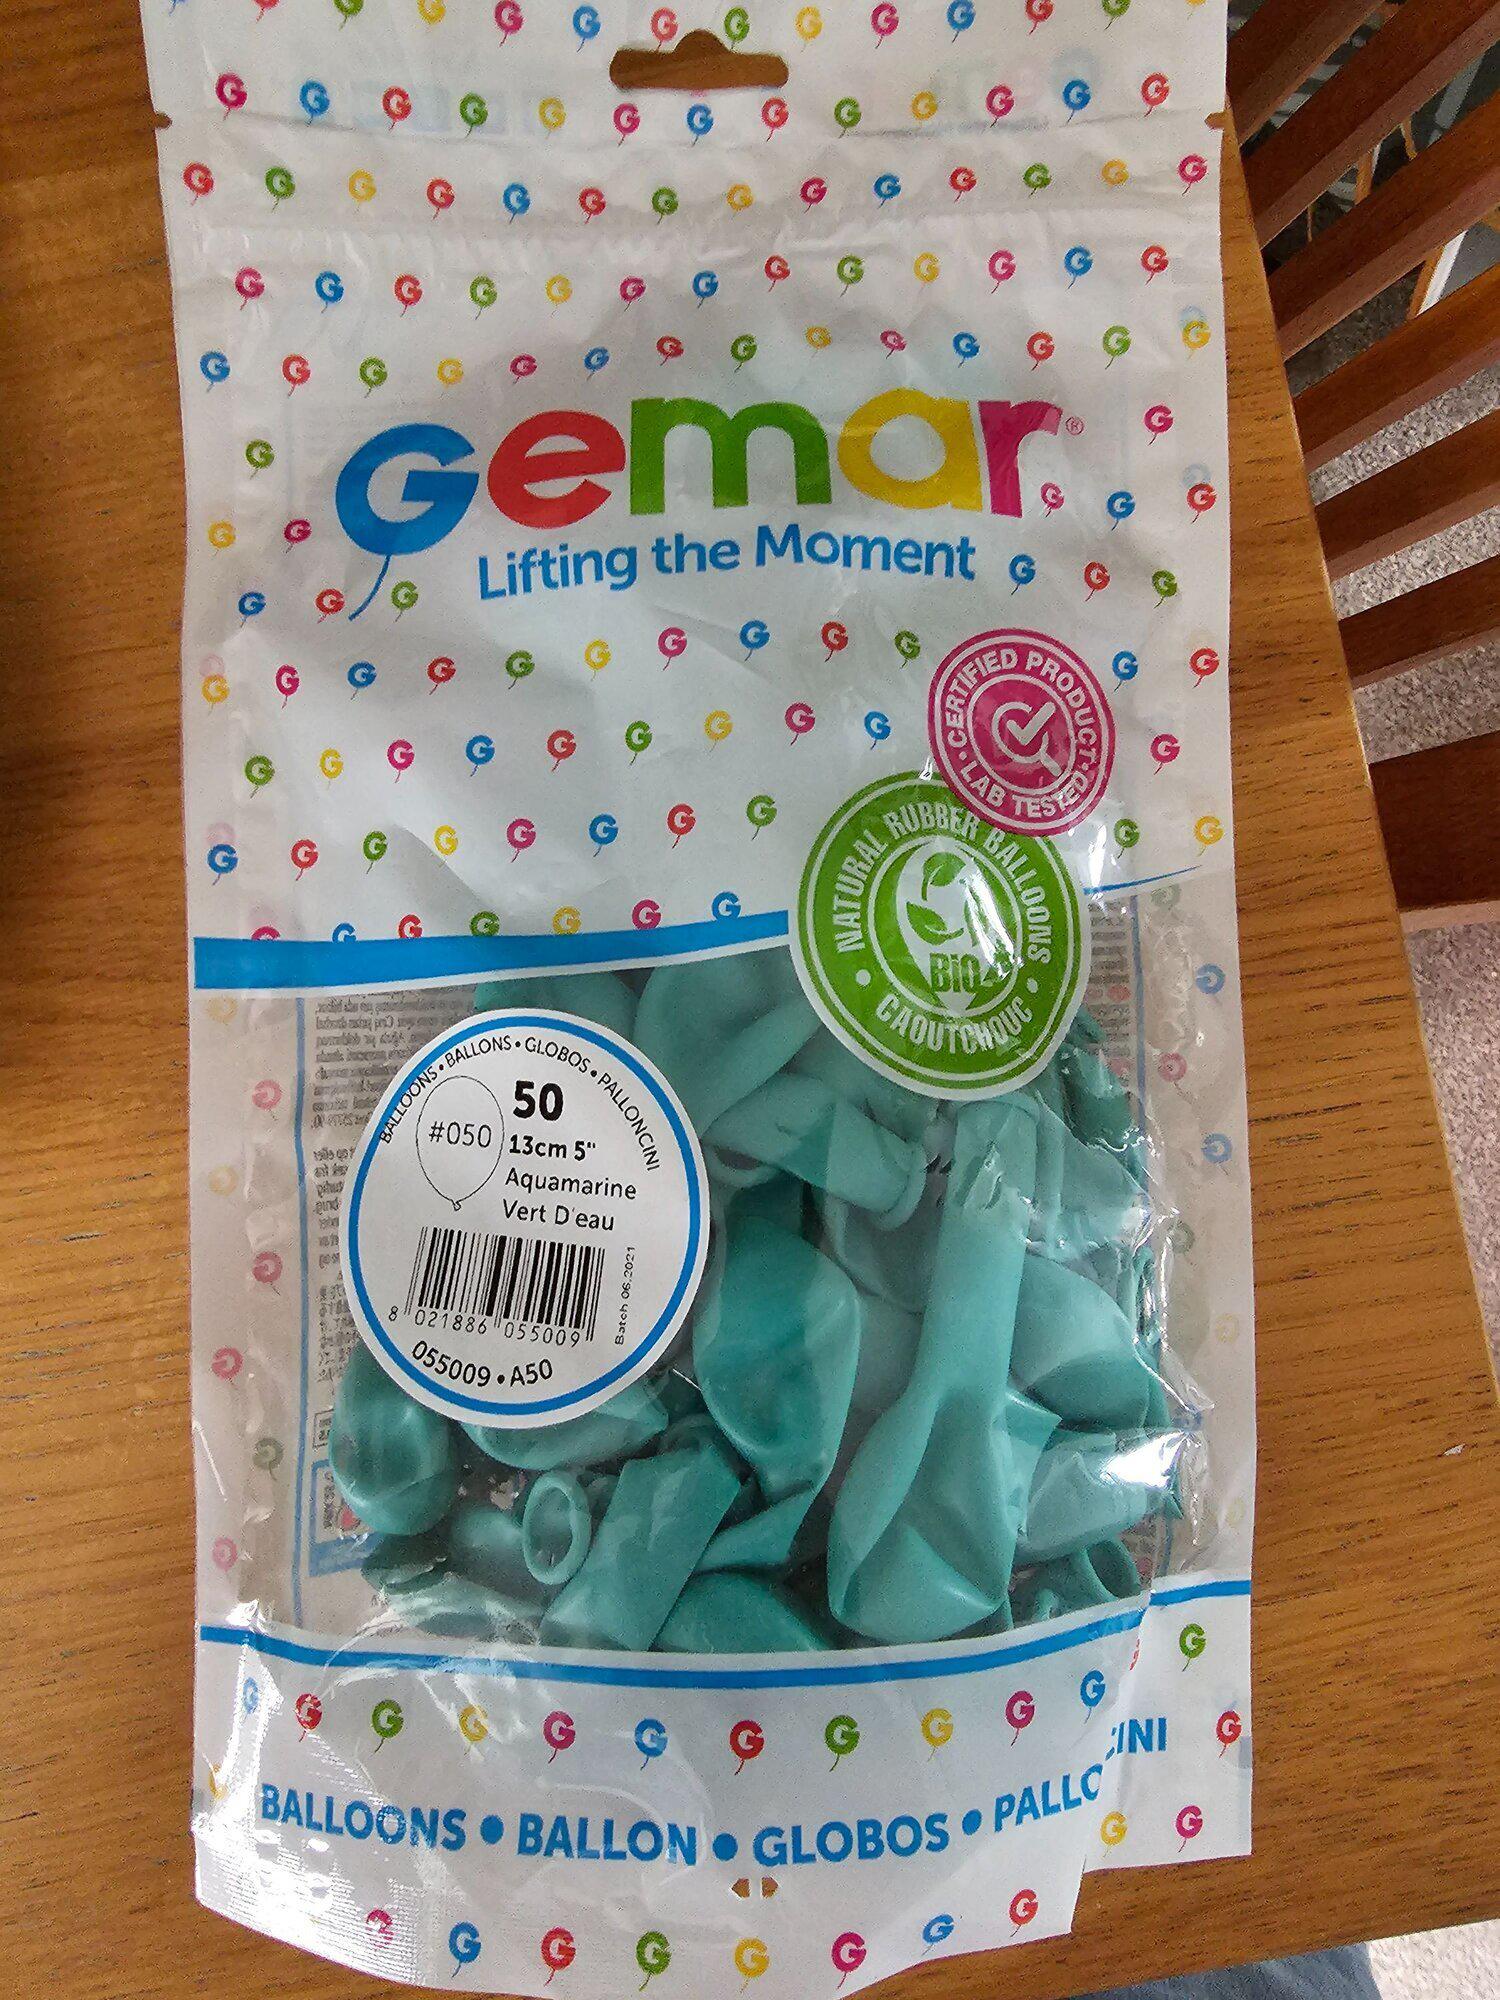 Gemar®
Lifting the Moment
CERTIFIED PRODUCT • LAB TESTED •
NATURAL RUBBER BALLOONS • CAOUTCHOUC •
BIO
BALLOONS • BALLONS • GLOBOS • PALLONCINI
50
#050
13cm 5"
Aquamarine
Vert D'eau
Batch 06.2021
8 021886 055009
055009 • A50
BALLOONS • BALLON • GLOBOS • PALLO
CINI